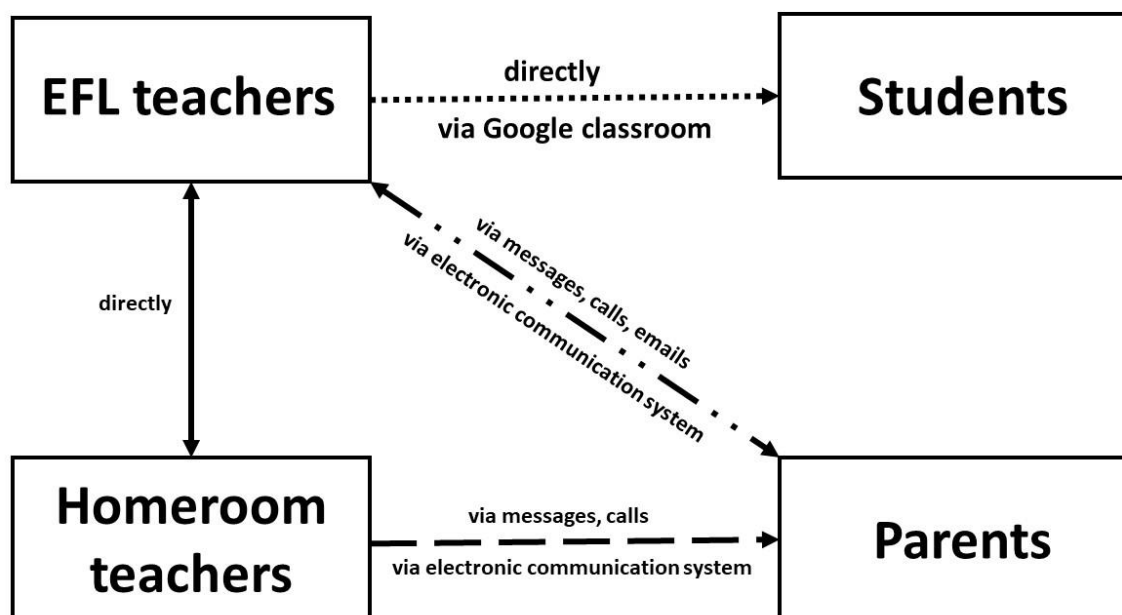 EFL teachers
directly
via Google classroom
Students
via messages, calls, emails
via electronic communication system
directly
Homeroom
teachers
via messages, calls
via electronic communication system
Parents